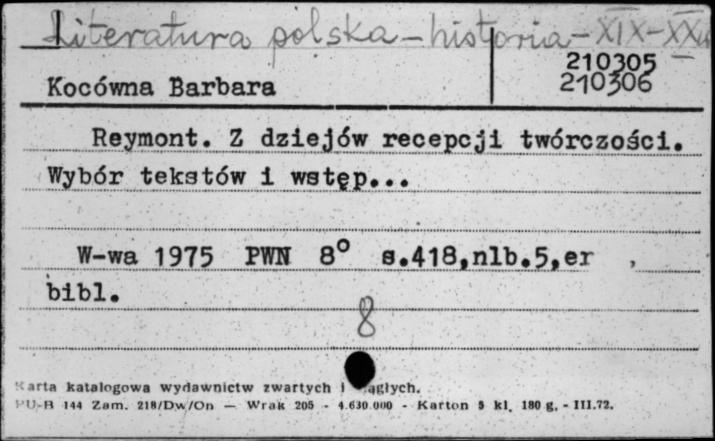 Literatura polska - historia - XIX-XXw
210305
Kocówna Barbara
210306
Reymont. Z dziejów recepcji twórczości.
Wybór tekstów i wstęp...
W-wa 1975 PWN 8° s.418,nlb.5,er ,
bibl.
8
Karta katalogowa wydawnictw zwartych i ciągłych.
PU-B 144 Zam. 218/Dw/On — Wrak 205 - 4.630.000 - Karton 5 kl. 180 g. - III.72.